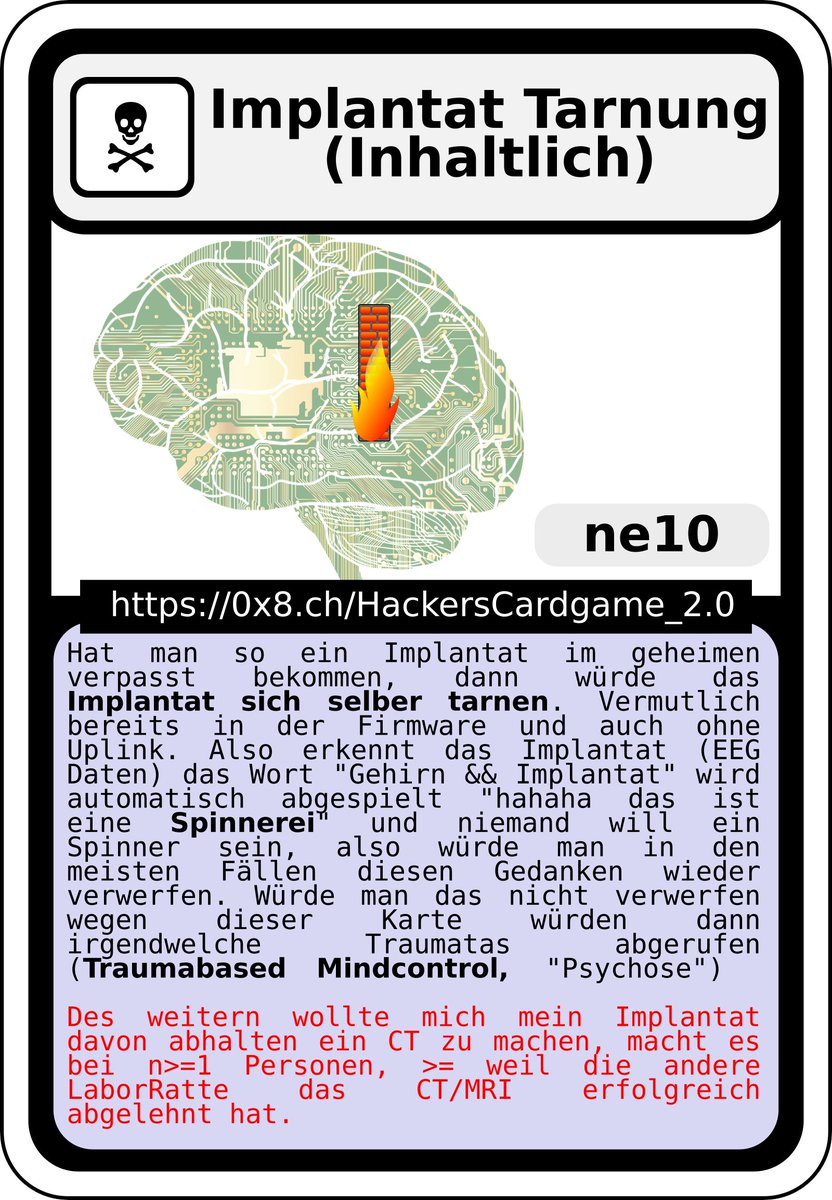 Implantat Tarnung
(Inhaltlich)
ne10
https://0x8.ch/HackersCardgame_2.0
Hat man so ein Implantat im geheimen
verpasst bekommen, dann würde das
Implantat sich selber tarnen. Vermutlich
bereits in der Firmware und auch ohne
Uplink. Also erkennt das Implantat (EEG
Daten) das Wort "Gehirn && Implantat" wird
automatisch abgespielt "hahaha das ist
eine Spinnerei" und niemand will ein
Spinner sein, also würde man in den
meisten Fällen diesen Gedanken wieder
verwerfen. Würde man das nicht verwerfen
wegen dieser Karte würden dann
irgendwelche Traumatas abgerufen
(Traumabased Mindcontrol, "Psychose")
Des weitern wollte mich mein Implantat
davon abhalten ein CT zu machen, macht es
bei n>=1 Personen, >= weil die andere
LaborRatte das CT/MRI erfolgreich
abgelehnt hat.